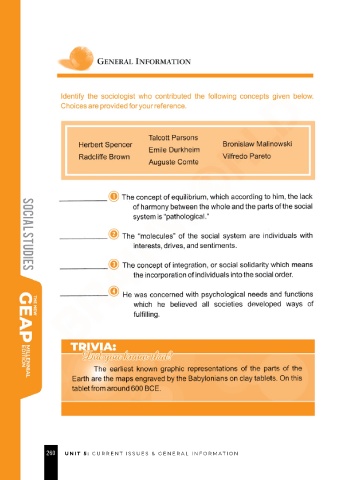 GENERAL INFORMATION
Identify the sociologist who contributed the following concepts given below.
Choices are provided for your reference.
Talcott Parsons
Herbert Spencer
Emile Durkheim
Bronislaw Malinowski
Radcliffe Brown
Auguste Comte
Vilfredo Pareto
1 The concept of equilibrium, which according to him, the lack
of harmony between the whole and the parts of the social
system is "pathological."
2 The "molecules" of the social system are individuals with
interests, drives, and sentiments.
3 The concept of integration, or social solidarity which means
the incorporation of individuals into the social order.
4 He was concerned with psychological needs and functions
which he believed all societies developed ways of
fulfilling.
SOCIAL STUDIES
THE NEW
GEAP
MILLENNIAL
EDITION
TRIVIA:
Did you know that?
The earliest known graphic representations of the parts of the
Earth are the maps engraved by the Babylonians on clay tablets. On this
tablet from around 600 BCE.
260 UNIT 5: CURRENT ISSUES & GENERAL INFORMATION